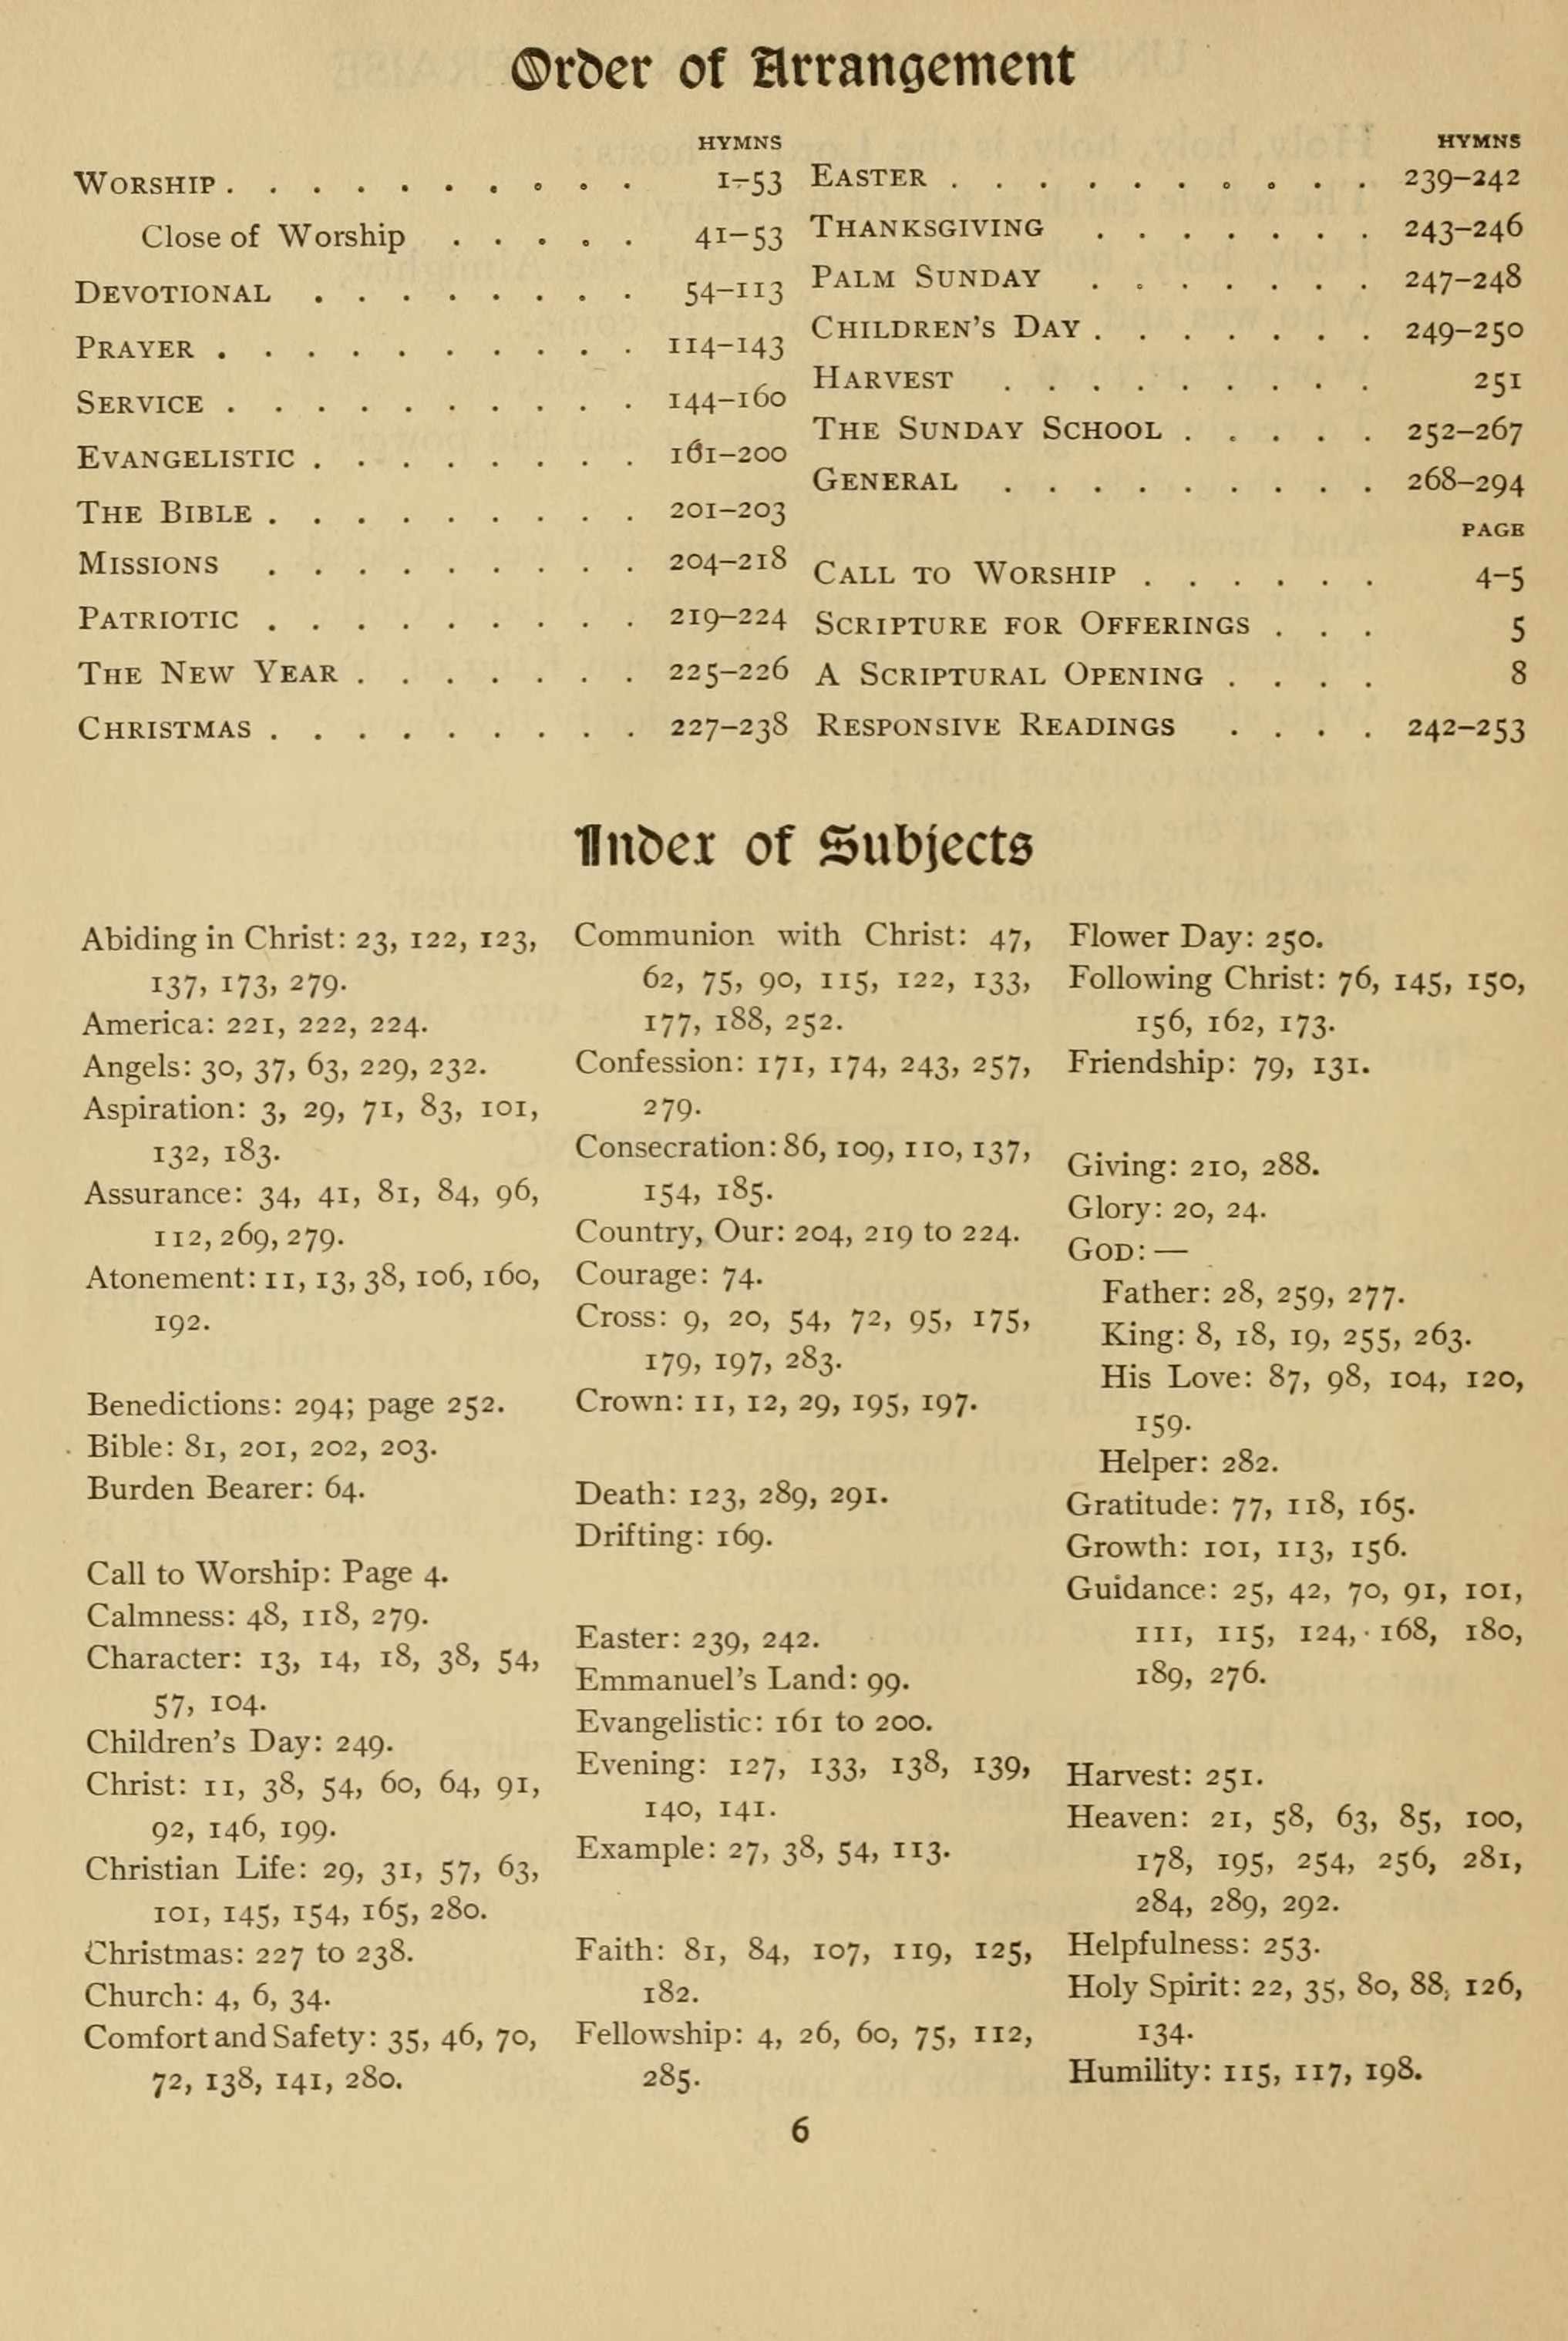 Order of Arrangement
HYMNS
WORSHIP . . . . . . . . . . 1-53
Close of Worship . . . . . 41-53
DEVOTIONAL . . . . . . . . 54-113
PRAYER . . . . . . . . . . 114-143
SERVICE . . . . . . . . . . 144-160
EVANGELISTIC . . . . . . . . 161-200
THE BIBLE . . . . . . . . . 201-203
MISSIONS . . . . . . . . . 204-218
PATRIOTIC . . . . . . . . . 219-224
THE NEW YEAR . . . . . . . 225-226
CHRISTMAS . . . . . . . . . 227-238
HYMNS
EASTER . . . . . . . . . . 239-242
THANKSGIVING . . . . . . . 243-246
PALM SUNDAY . . . . . . . 247-248
CHILDREN'S DAY . . . . . . . 249-250
HARVEST . . . . . . . . . 251
THE SUNDAY SCHOOL . . . . . 252-267
GENERAL . . . . . . . . . 268-294
PAGE
CALL TO WORSHIP . . . . . . 4-5
SCRIPTURE FOR OFFERINGS . . . 5
A SCRIPTURAL OPENING . . . . 8
RESPONSIVE READINGS . . . . 242-253
Index of Subjects
Abiding in Christ: 23, 122, 123,
137, 173, 279.
America: 221, 222, 224.
Angels: 30, 37, 63, 229, 232.
Aspiration: 3, 29, 71, 83, 101,
132, 183.
Assurance: 34, 41, 81, 84, 96,
112, 269, 279.
Atonement: 11, 13, 38, 106, 160,
192.
Benedictions: 294; page 252.
Bible: 81, 201, 202, 203.
Burden Bearer: 64.
Call to Worship: Page 4.
Calmness: 48, 118, 279.
Character: 13, 14, 18, 38, 54,
57, 104.
Children's Day: 249.
Christ: 11, 38, 54, 60, 64, 91,
92, 146, 199.
Christian Life: 29, 31, 57, 63,
101, 145, 154, 165, 280.
Christmas: 227 to 238.
Church: 4, 6, 34.
Comfort and Safety: 35, 46, 70,
72, 138, 141, 280.
Communion with Christ: 47,
62, 75, 90, 115, 122, 133,
177, 188, 252.
Confession: 171, 174, 243, 257,
279.
Consecration: 86, 109, 110, 137,
154, 185.
Country, Our: 204, 219 to 224.
Courage: 74.
Cross: 9, 20, 54, 72, 95, 175,
179, 197, 283.
Crown: 11, 12, 29, 195, 197.
Death: 123, 289, 291.
Drifting: 169.
Easter: 239, 242.
Emmanuel's Land: 99.
Evangelistic: 161 to 200.
Evening: 127, 133, 138, 139,
140, 141.
Example: 27, 38, 54, 113.
Faith: 81, 84, 107, 119, 125,
182.
Fellowship: 4, 26, 60, 75, 112,
285.
Flower Day: 250.
Following Christ: 76, 145, 150,
156, 162, 173.
Friendship: 79, 131.
Giving: 210, 288.
Glory: 20, 24.
GOD: —
Father: 28, 259, 277.
King: 8, 18, 19, 255, 263.
His Love: 87, 98, 104, 120,
159.
Helper: 282.
Gratitude: 77, 118, 165.
Growth: 101, 113, 156.
Guidance: 25, 42, 70, 91, 101,
111, 115, 124, 168, 180,
189, 276.
Harvest: 251.
Heaven: 21, 58, 63, 85, 100,
178, 195, 254, 256, 281,
284, 289, 292.
Helpfulness: 253.
Holy Spirit: 22, 35, 80, 88, 126,
134.
Humility: 115, 117, 198.
6